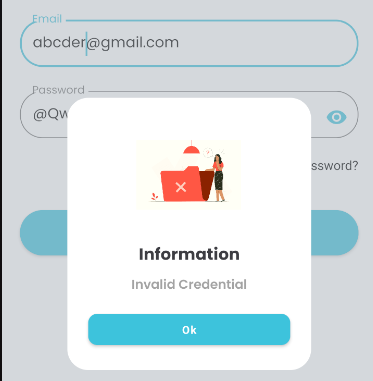 Email
abcder@gmail.com
Password
@Qw
ssword?
Information
Invalid Credential
Ok